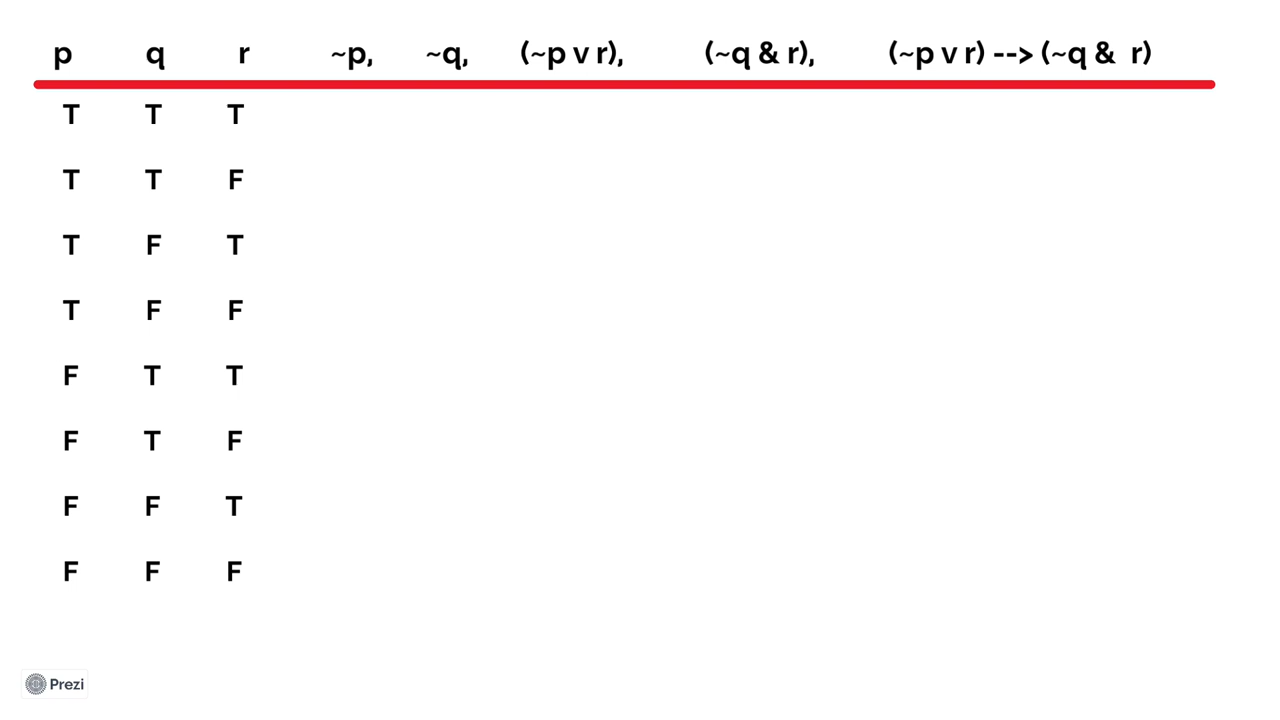 p q r ~p, ~q, (~p v r), (~q & r), (~p v r) --> (~q & r)
T T T
T T F
T F T
T F F
F T T
F T F
F F T
F F F
Prezi